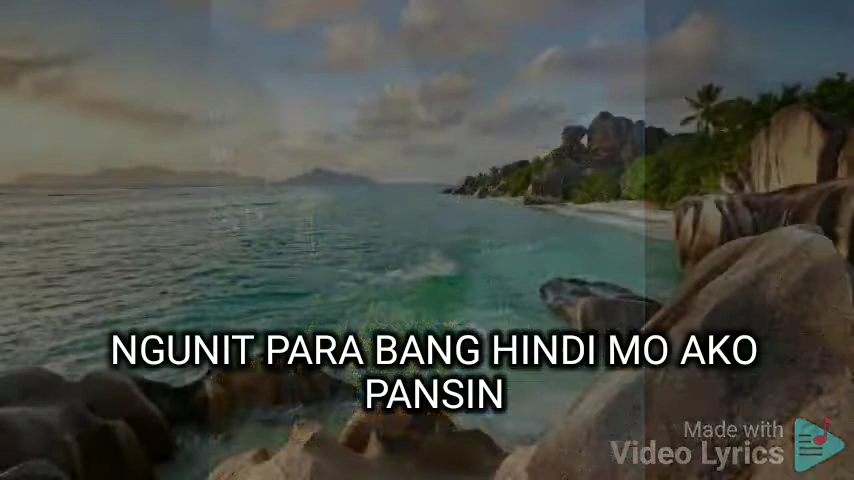 NGUNIT PARA BANG HINDI MO AKO
PANSIN
Made with
Video Lyrics